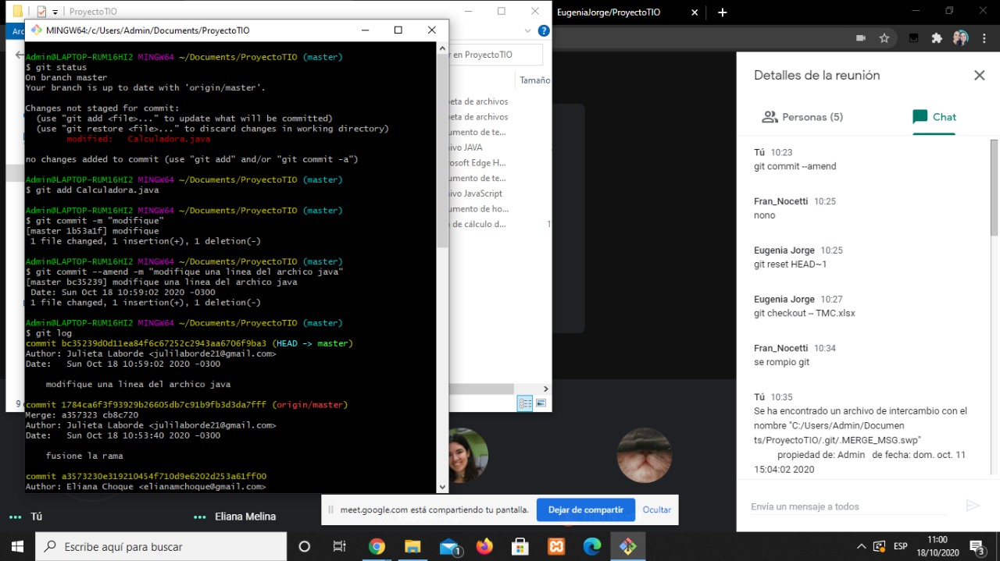 ProyectoTIO
EugeniaJorge/ProyectoTIO
MINGW64:/c/Users/Admin/Documents/ProyectoTIO
Admin@LAPTOP-RUM16HI2 MINGW64 ~/Documents/ProyectoTIO (master)
$ git status
On branch master
Your branch is up to date with 'origin/master'.
Changes not staged for commit:
(use "git add <file>..." to update what will be committed)
(use "git restore <file>..." to discard changes in working directory)
modified: Calculadora.java
no changes added to commit (use "git add" and/or "git commit -a")
Admin@LAPTOP-RUM16HI2 MINGW64 ~/Documents/ProyectoTIO (master)
$ git add Calculadora.java
Admin@LAPTOP-RUM16HI2 MINGW64 ~/Documents/ProyectoTIO (master)
$ git commit -m "modifique"
[master 1b53a1f] modifique
1 file changed, 1 insertion(+), 1 deletion(-)
Admin@LAPTOP-RUM16HI2 MINGW64 ~/Documents/ProyectoTIO (master)
$ git commit --amend -m "modifique una linea del archico java"
[master bc35239] modifique una linea del archico java
Date: Sun Oct 18 10:59:02 2020 -0300
1 file changed, 1 insertion(+), 1 deletion(-)
Admin@LAPTOP-RUM16HI2 MINGW64 ~/Documents/ProyectoTIO (master)
$ git log
commit bc35239d0d11ea84f6c67252c2943aa6706f9ba3 (HEAD -> master)
Author: Julieta Laborde <julilaborde21@gmail.com>
Date: Sun Oct 18 10:59:02 2020 -0300
modifique una linea del archico java
commit 1784ca6f3f93929b26605db7c91b9fb3d3da7fff (origin/master)
Merge: a357323 cb8c720
Author: Julieta Laborde <julilaborde21@gmail.com>
Date: Sun Oct 18 10:53:40 2020 -0300
fusione la rama
commit a3573230e319210454f710d9e6202d253a61ff00
Author: Eliana Choque <elianamchoque@gmail.com>
r en ProyectoTIO
Tamaño
eta de archivos
eta de archivos
umento de te...
ivo JAVA
rosoft Edge H...
umento de te...
ivo JavaScript
umento de ho...
a de cálculo d...
1
9
Detalles de la reunión
Personas (5)
Chat
Tú 10:23
git commit --amend
Fran_Nocetti 10:25
nono
Eugenia Jorge 10:25
git reset HEAD~1
Eugenia Jorge 10:27
git checkout -- TMC.xlsx
Fran_Nocetti 10:34
se rompio git
Tú 10:35
Se ha encontrado un archivo de intercambio con el
nombre "C:/Users/Admin/Documen
ts/ProyectoTIO/.git/.MERGE_MSG.swp"
propiedad de: Admin de fecha: dom. oct. 11
15:04:02 2020
Envía un mensaje a todos
Tú
Eliana Melina
meet.google.com está compartiendo tu pantalla.
Dejar de compartir
Ocultar
Escribe aquí para buscar
1
ESP
11:00
18/10/2020
3